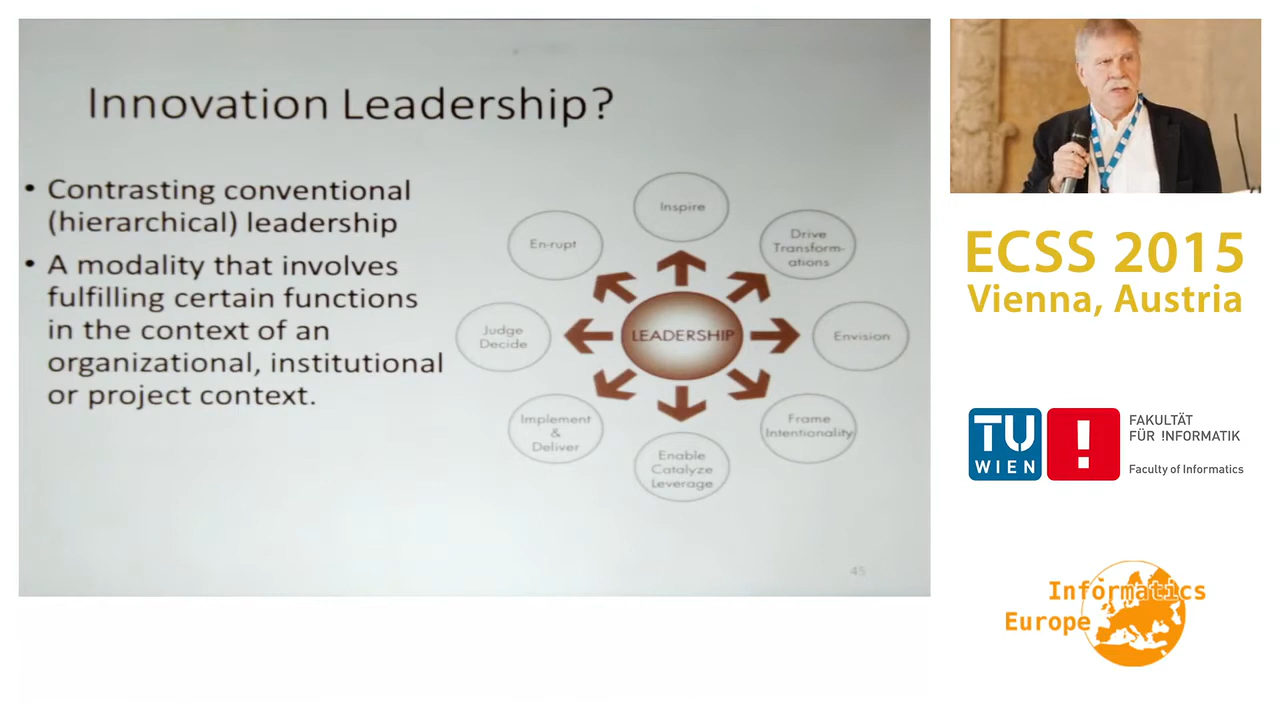 Innovation Leadership?
• Contrasting conventional
(hierarchical) leadership
• A modality that involves
fulfilling certain functions
in the context of an
organizational, institutional
or project context.
Inspire
Drive
Transform-
ations
Envision
Frame
Intentionality
Enable
Catalyze
Leverage
Implement
&
Deliver
Judge
Decide
En-rupt
LEADERSHIP
45
ECSS 2015
Vienna, Austria
TU
WIEN
!
FAKULTÄT
FÜR !NFORMATIK
Faculty of Informatics
Informatics
Europe